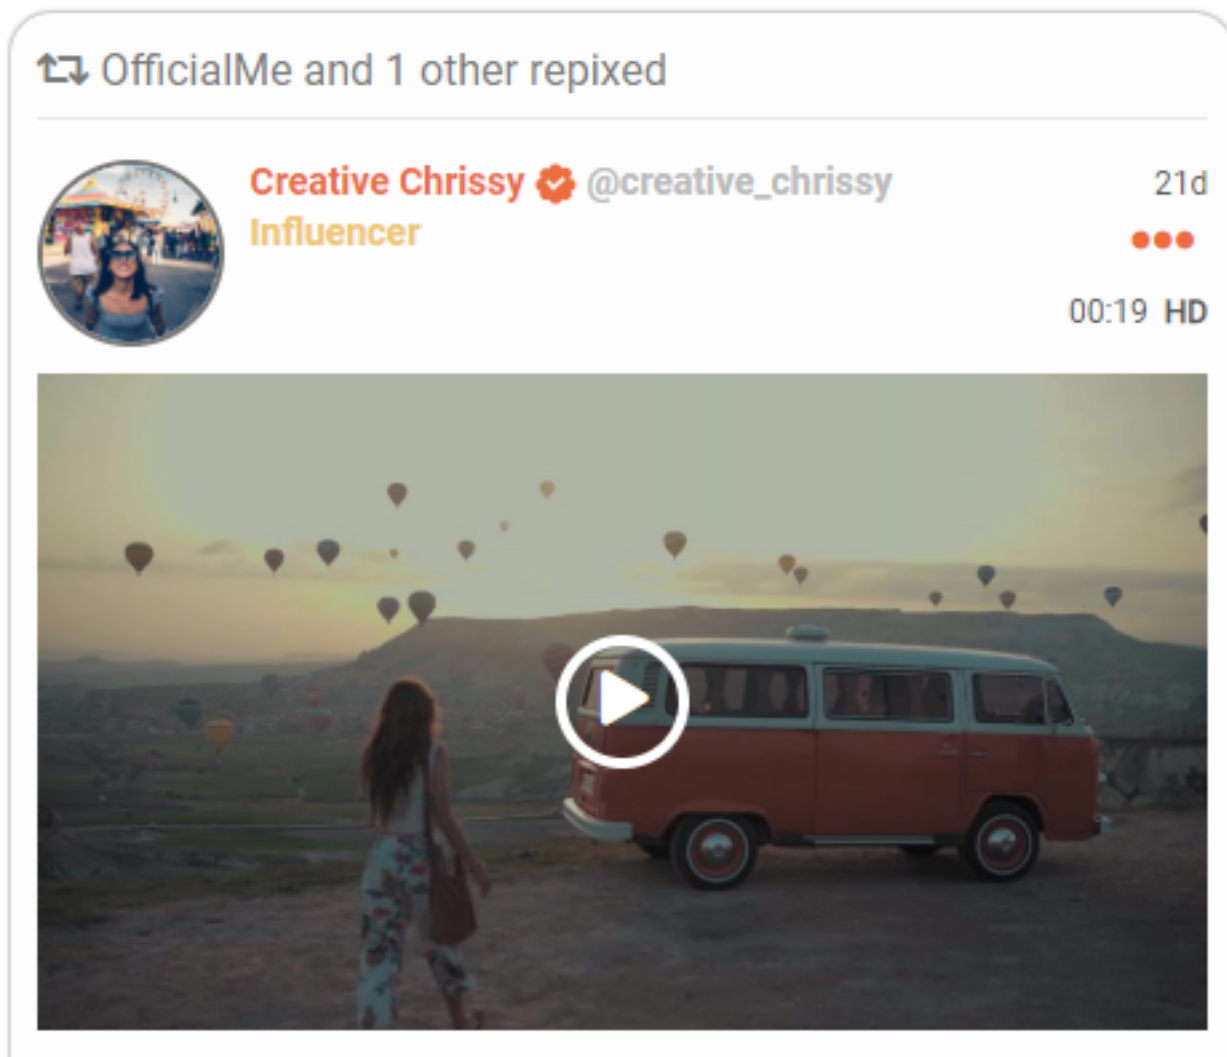 OfficialMe and 1 other repixed
Creative Chrissy @creative_chrissy 21d
Influencer
00:19 HD